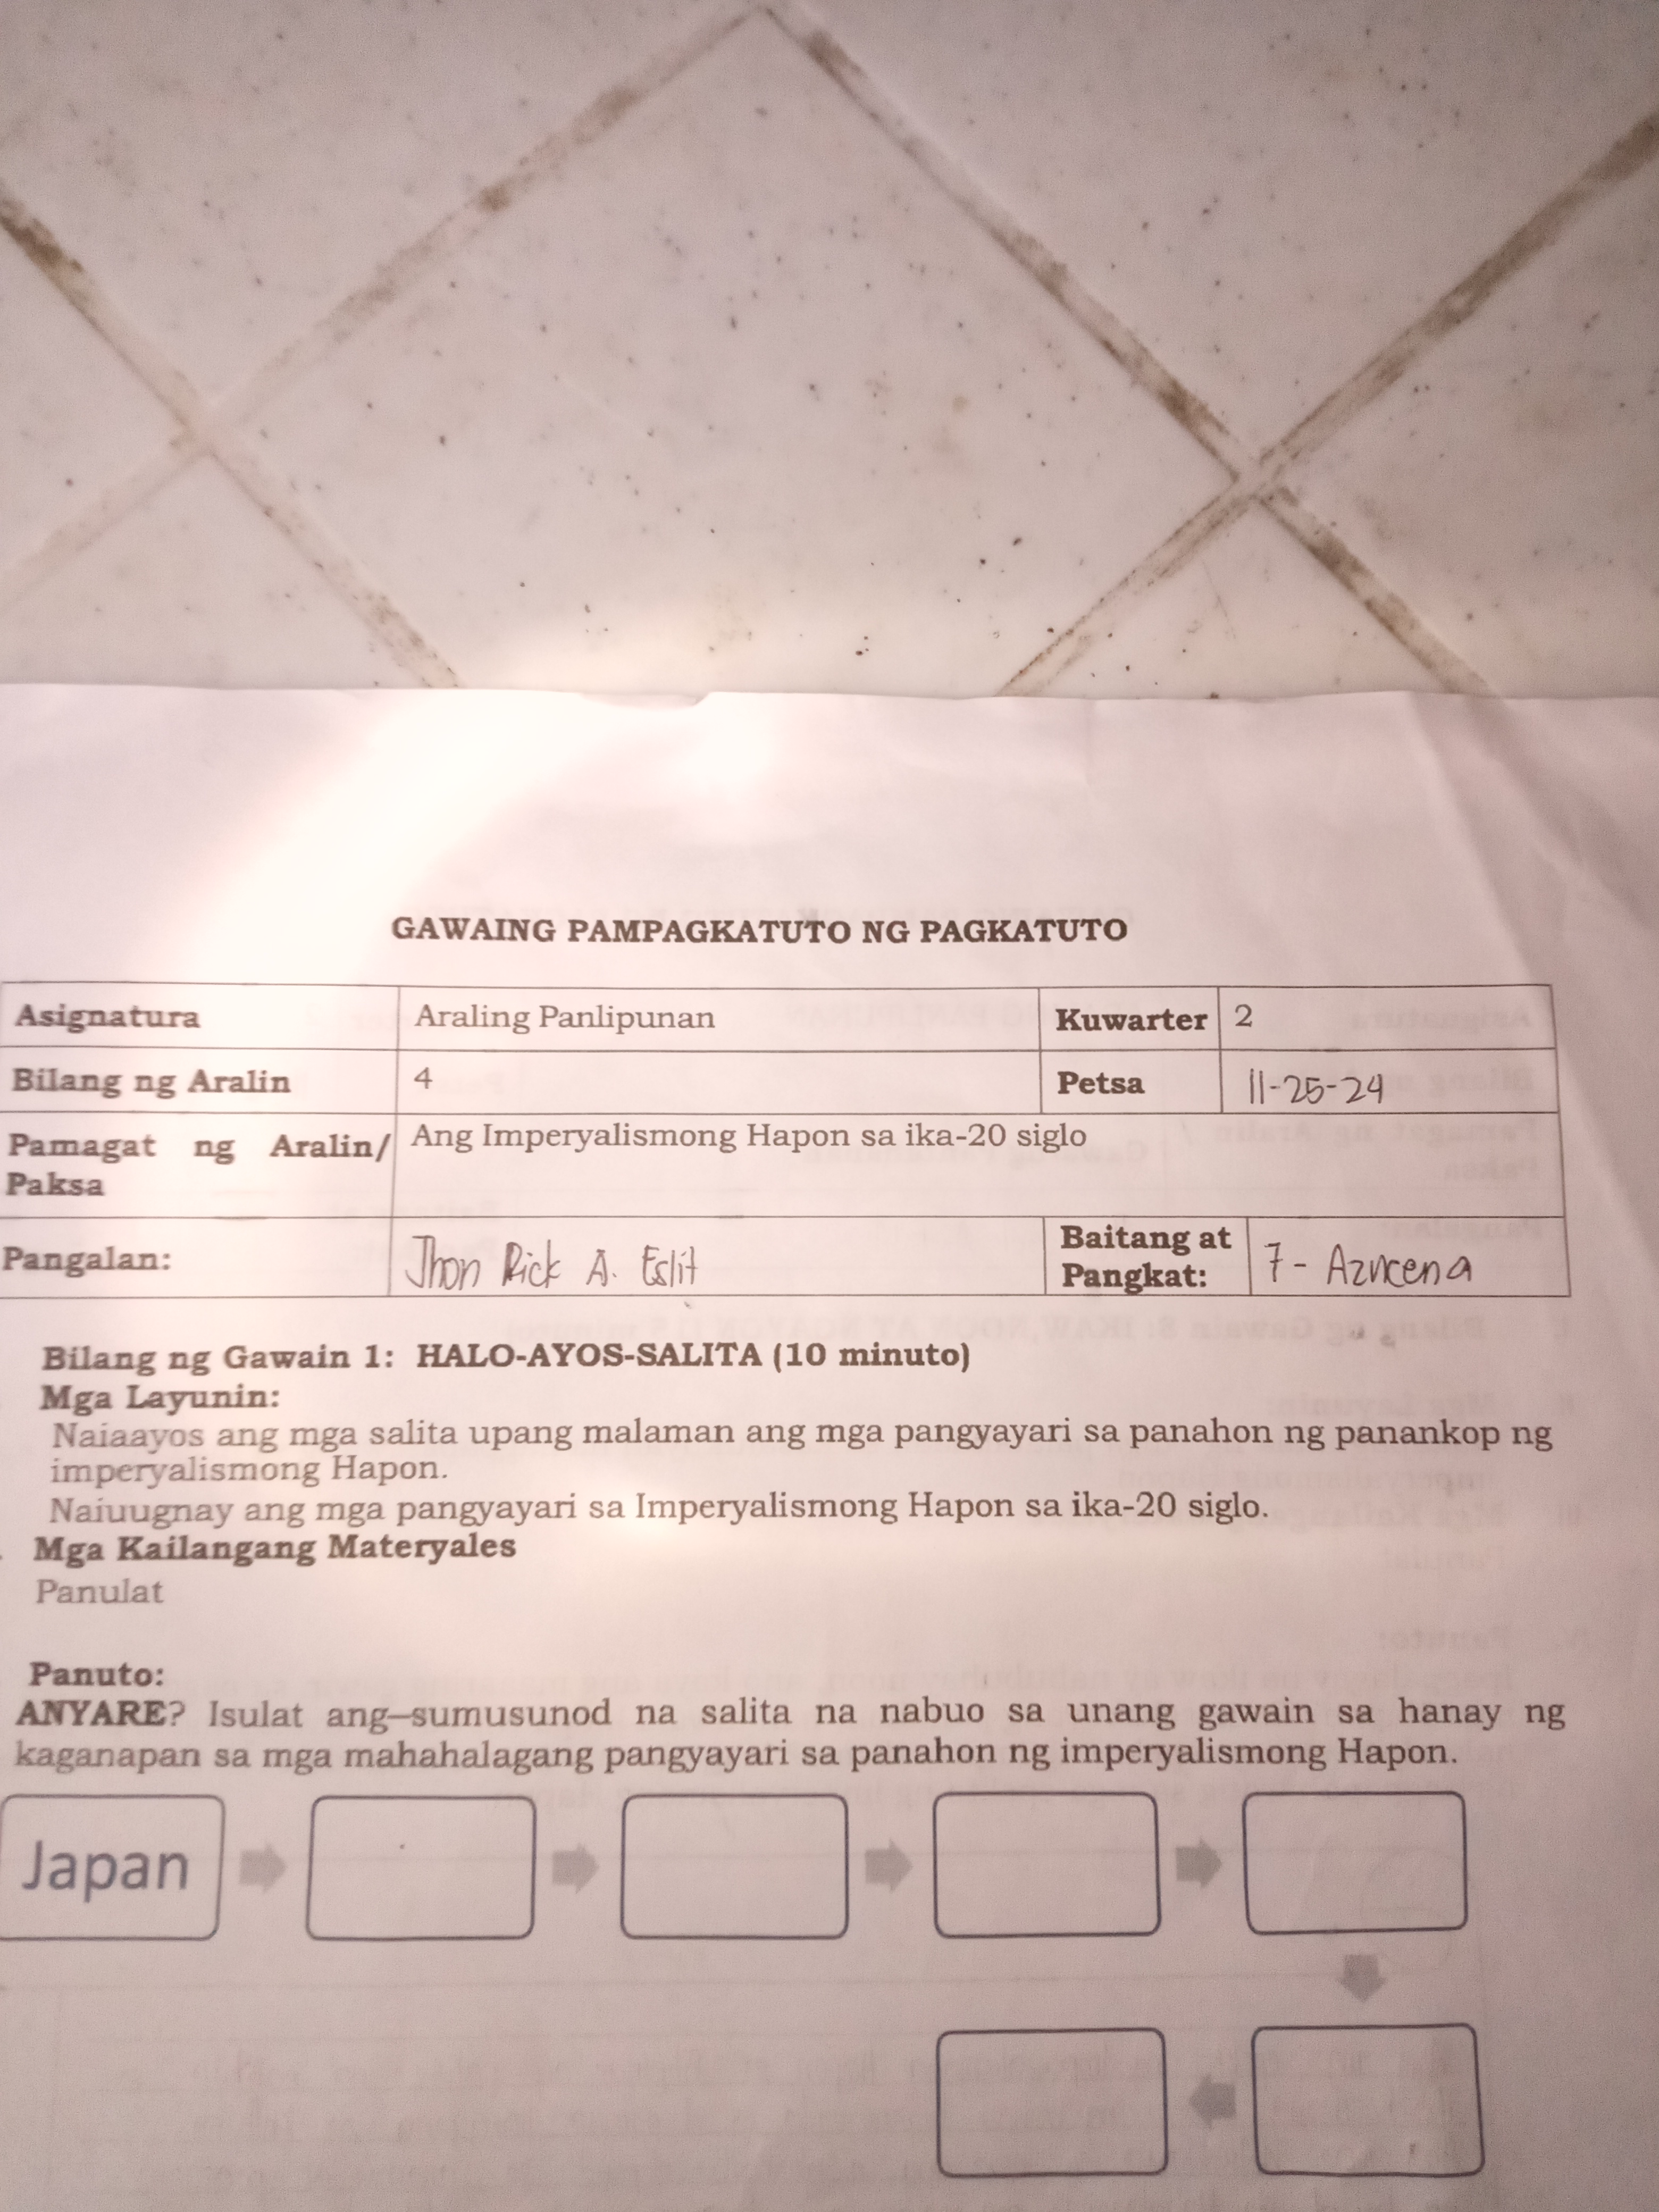 GAWAING PAMPAGKATUTO NG PAGKATUTO
Asignatura Araling Panlipunan Kuwarter 2
Bilang ng Aralin 4 Petsa 11-25-24
Pamagat ng Aralin/ Ang Imperyalismong Hapon sa ika-20 siglo
Paksa
Pangalan: Jhon Rick A. Eslit Baitang at Pangkat: 7 - Azucena
Bilang ng Gawain 1: HALO-AYOS-SALITA (10 minuto)
Mga Layunin:
Naiaayos ang mga salita upang malaman ang mga pangyayari sa panahon ng panankop ng
imperyalismong Hapon.
Naiuugnay ang mga pangyayari sa Imperyalismong Hapon sa ika-20 siglo.
Mga Kailangang Materyales
Panulat
Panuto:
ANYARE? Isulat ang—sumusunod na salita na nabuo sa unang gawain sa hanay ng
kaganapan sa mga mahahalagang pangyayari sa panahon ng imperyalismong Hapon.
Japan